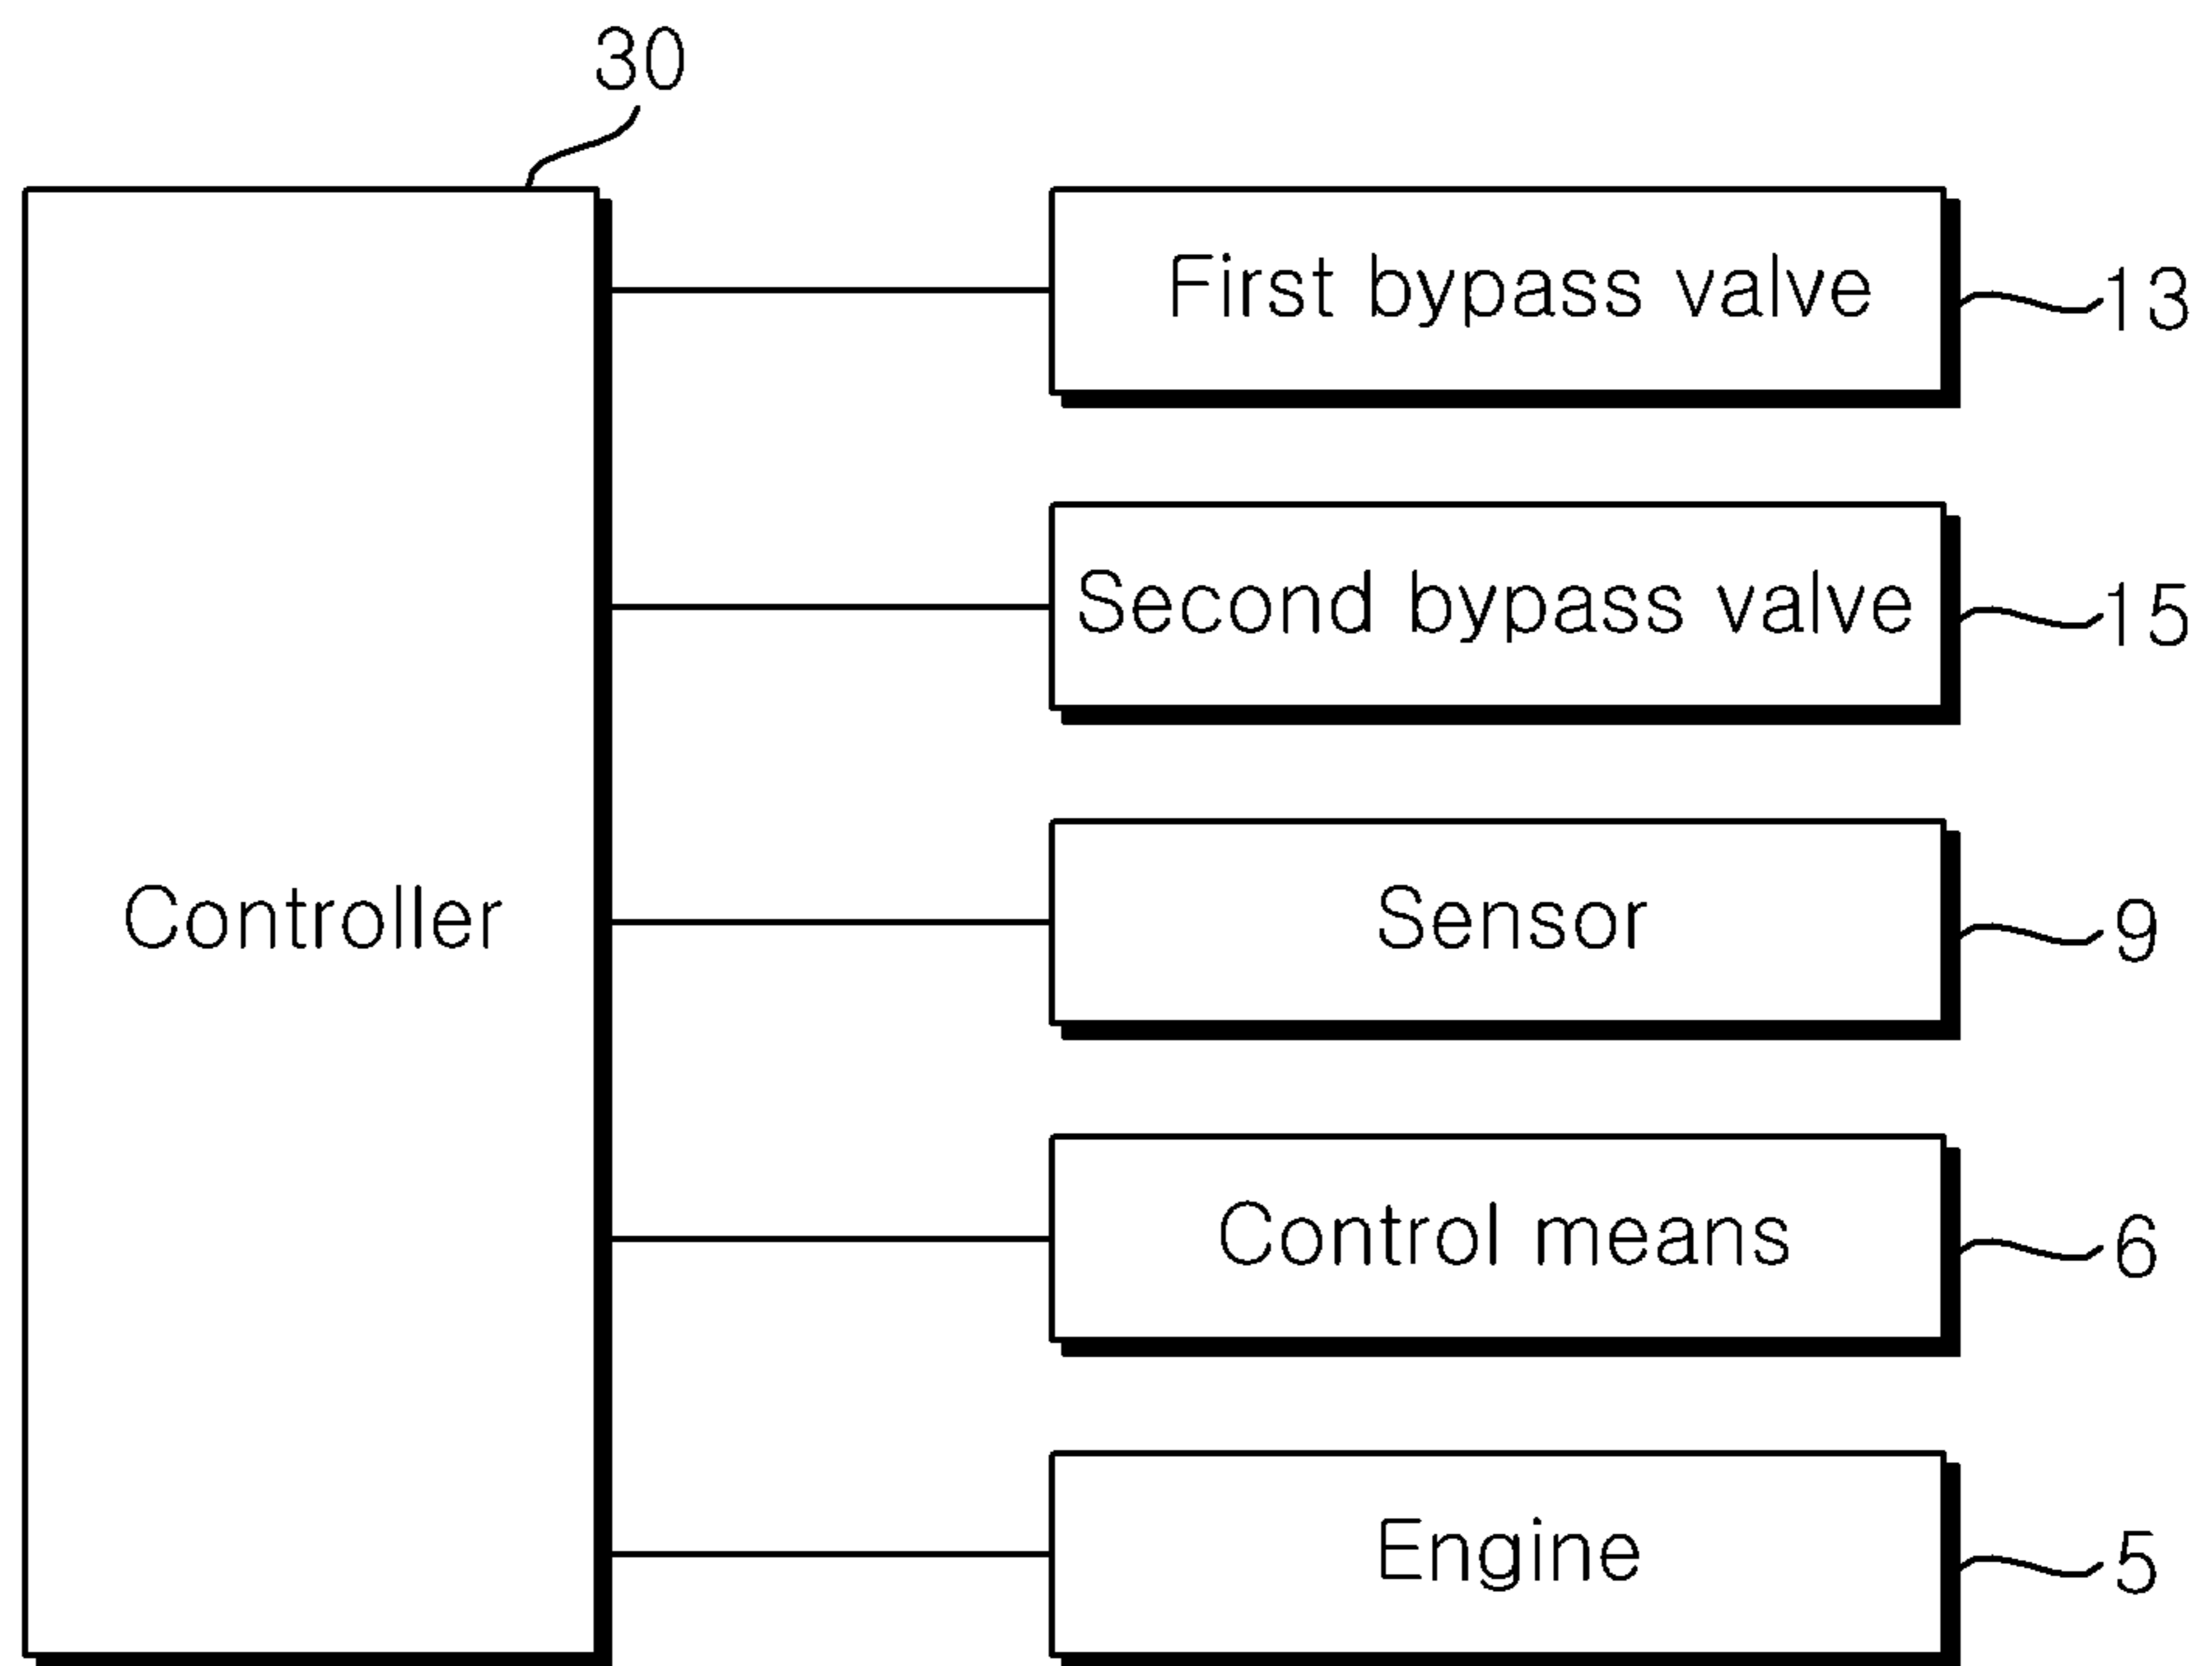 30
First bypass valve
13
Second bypass valve
15
Controller
Sensor
9
Control means
6
Engine
5